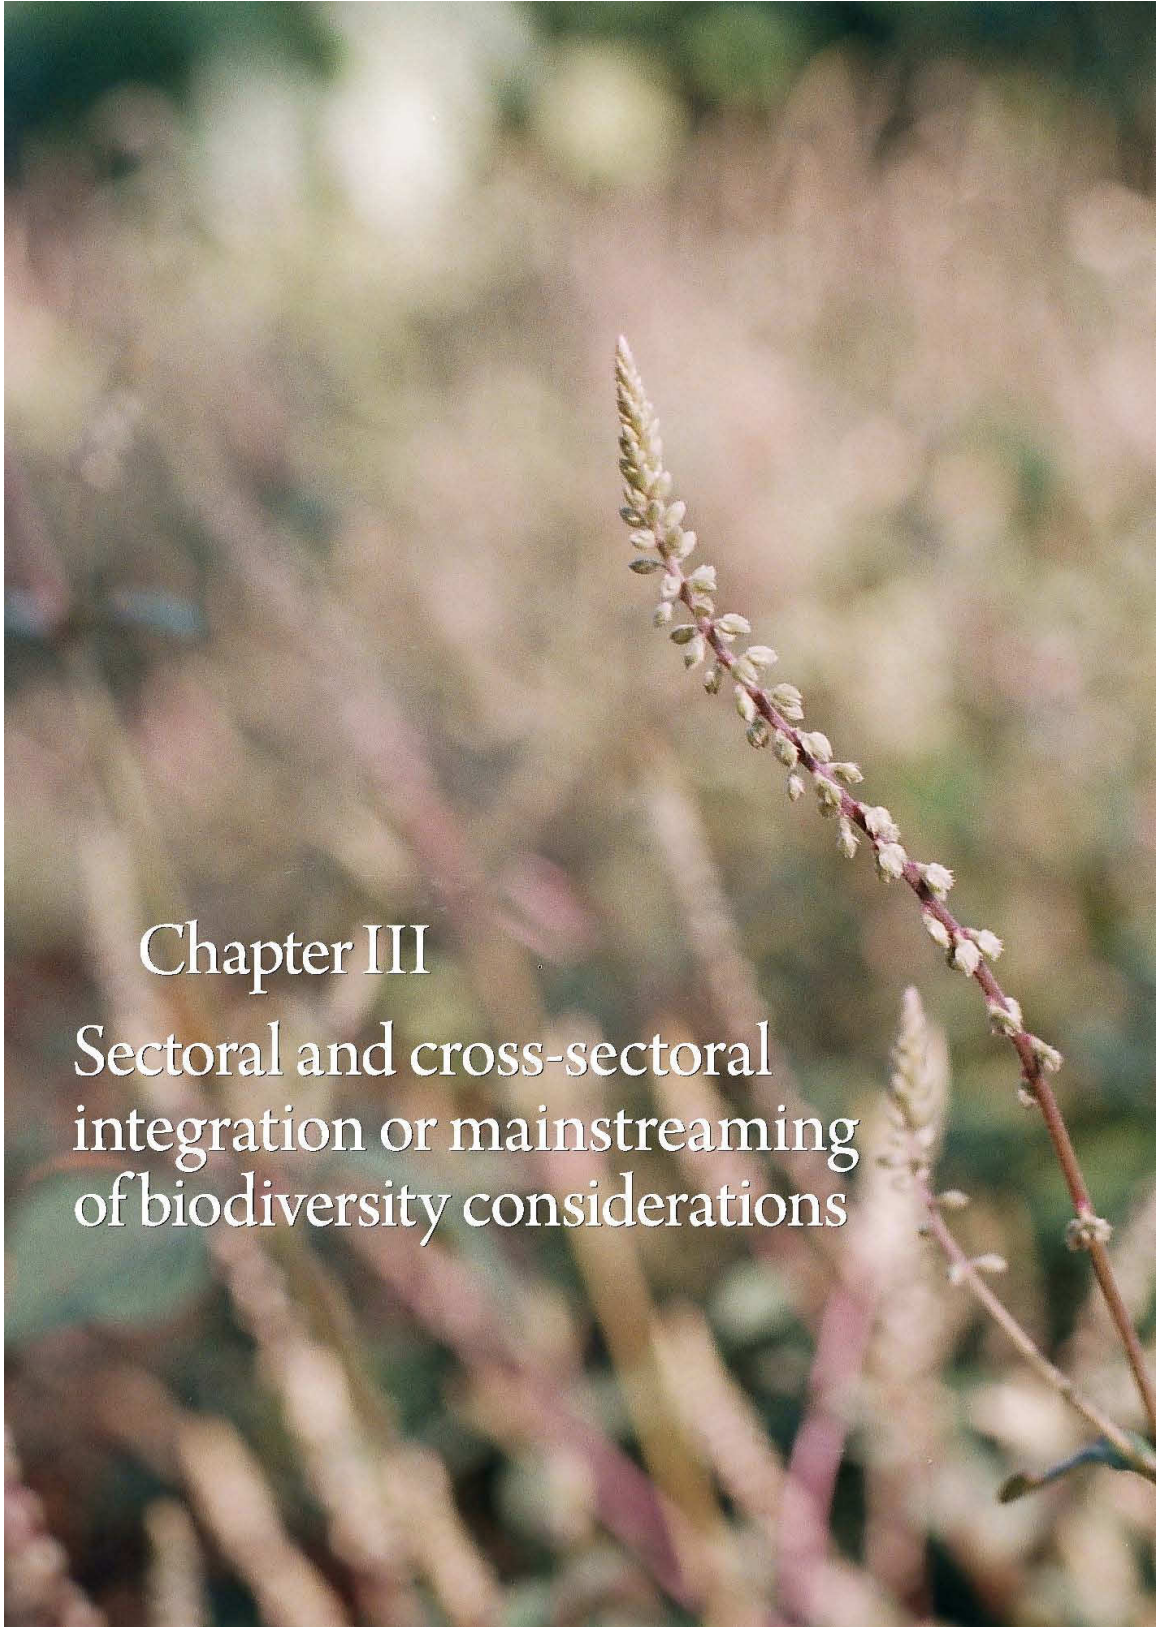 Chapter III
Sectoral and cross-sectoral
integration or mainstreaming
of biodiversity considerations